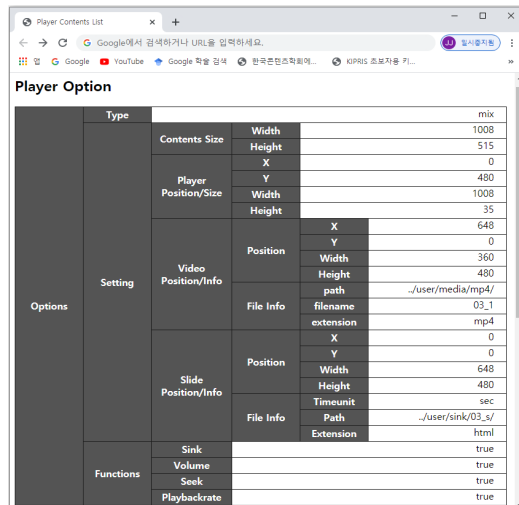 Player Contents List
Google에서 검색하거나 URL을 입력하세요.
JJ 일시중지됨
앱 Google YouTube Google 학술 검색 한국콘텐츠학회에... KIPRIS 초보자용 키... »
Player Option
Type mix
Contents Size Width 1008
Height 515
Player Position/Size X 0
Y 480
Width 1008
Height 35
Options Setting Video Position/Info Position X 648
Y 0
Width 360
Height 480
File Info path ../user/media/mp4/
filename 03_1
extension mp4
Slide Position/Info Position X 0
Y 0
Width 648
Height 480
File Info Timeunit sec
Path ../user/sink/03_s/
Extension html
Functions Sink true
Volume true
Seek true
Playbackrate true